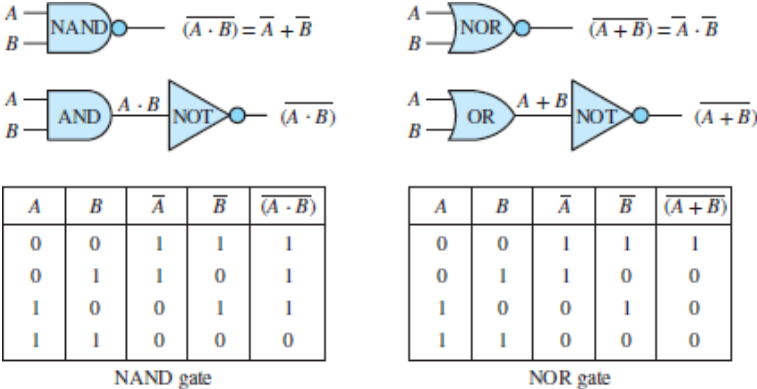 A NAND (A · B)̅ = A̅ + B̅
B
A NOR (A + B)̅ = A̅ · B̅
B
A AND A · B NOT (A · B)̅
B
A OR A + B NOT (A + B)̅
B
A B A̅ B̅ (A · B)̅
0 0 1 1 1
0 1 1 0 1
1 0 0 1 1
1 1 0 0 0
NAND gate
A B A̅ B̅ (A + B)̅
0 0 1 1 1
0 1 1 0 0
1 0 0 1 0
1 1 0 0 0
NOR gate